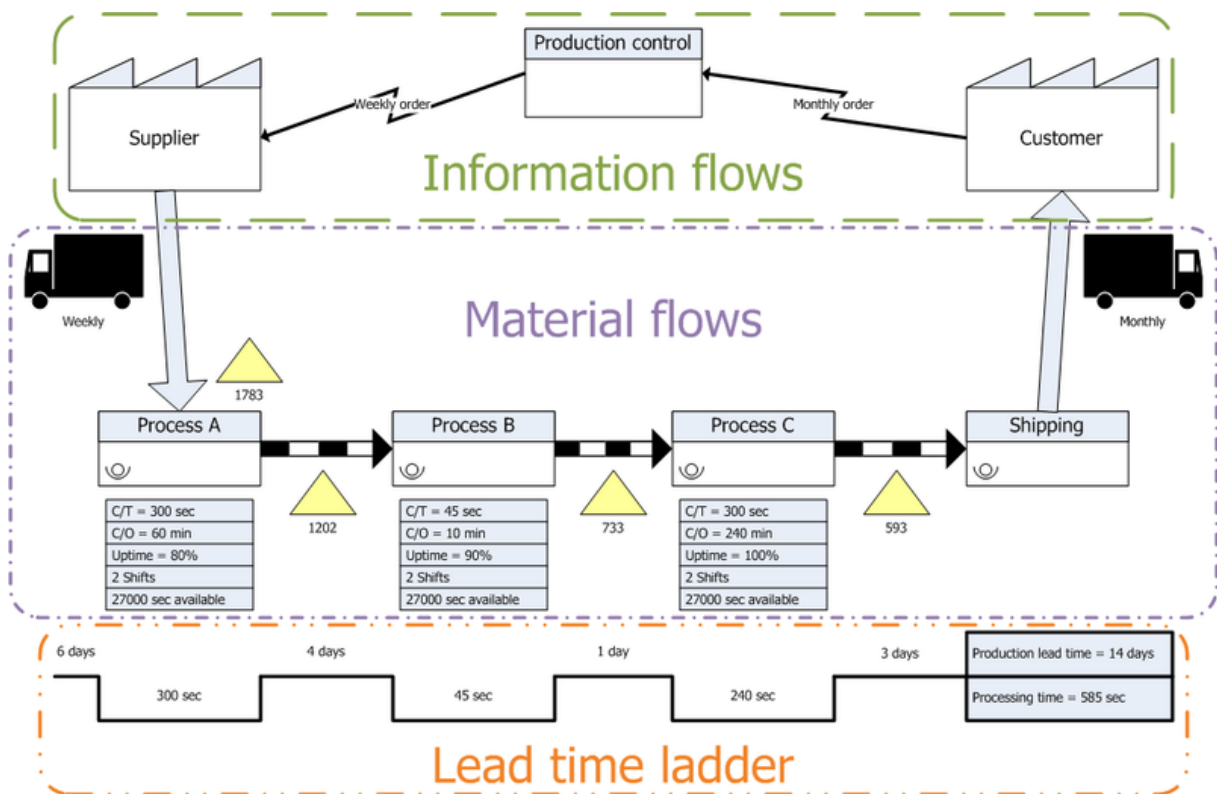 Production control
Weekly order
Monthly order
Supplier
Customer
Information flows
Weekly
Material flows
Monthly
1783
Process A
Process B
Process C
Shipping
1202
733
593
C/T = 300 sec
C/O = 60 min
Uptime = 80%
2 Shifts
27000 sec available
C/T = 45 sec
C/O = 10 min
Uptime = 90%
2 Shifts
27000 sec available
C/T = 300 sec
C/O = 240 min
Uptime = 100%
2 Shifts
27000 sec available
6 days
4 days
1 day
3 days
Production lead time = 14 days
300 sec
45 sec
240 sec
Processing time = 585 sec
Lead time ladder